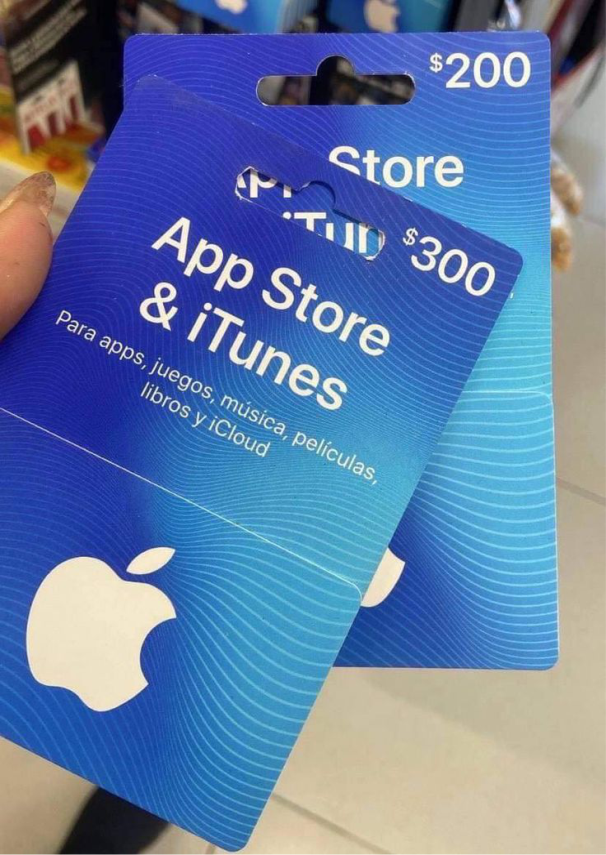 $200
Store
$300
App Store
& iTunes
Para apps, juegos, música, películas,
libros y iCloud